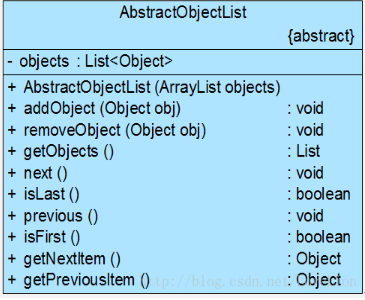 AbstractObjectList
{abstract}
- objects : List<Object>
+ AbstractObjectList (ArrayList objects)
+ addObject (Object obj) : void
+ removeObject (Object obj) : void
+ getObjects () : List
+ next () : void
+ isLast () : boolean
+ previous () : void
+ isFirst () : boolean
+ getNextItem () : Object
+ getPreviousItem () : Object